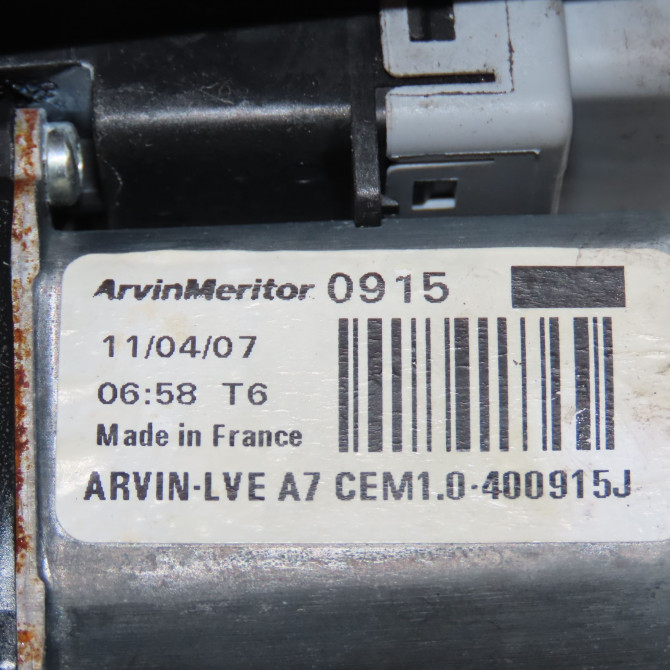 ArvinMeritor 0915
11/04/07
06:58 T6
Made in France
ARVIN-LVE A7 CEM1.0-400915J